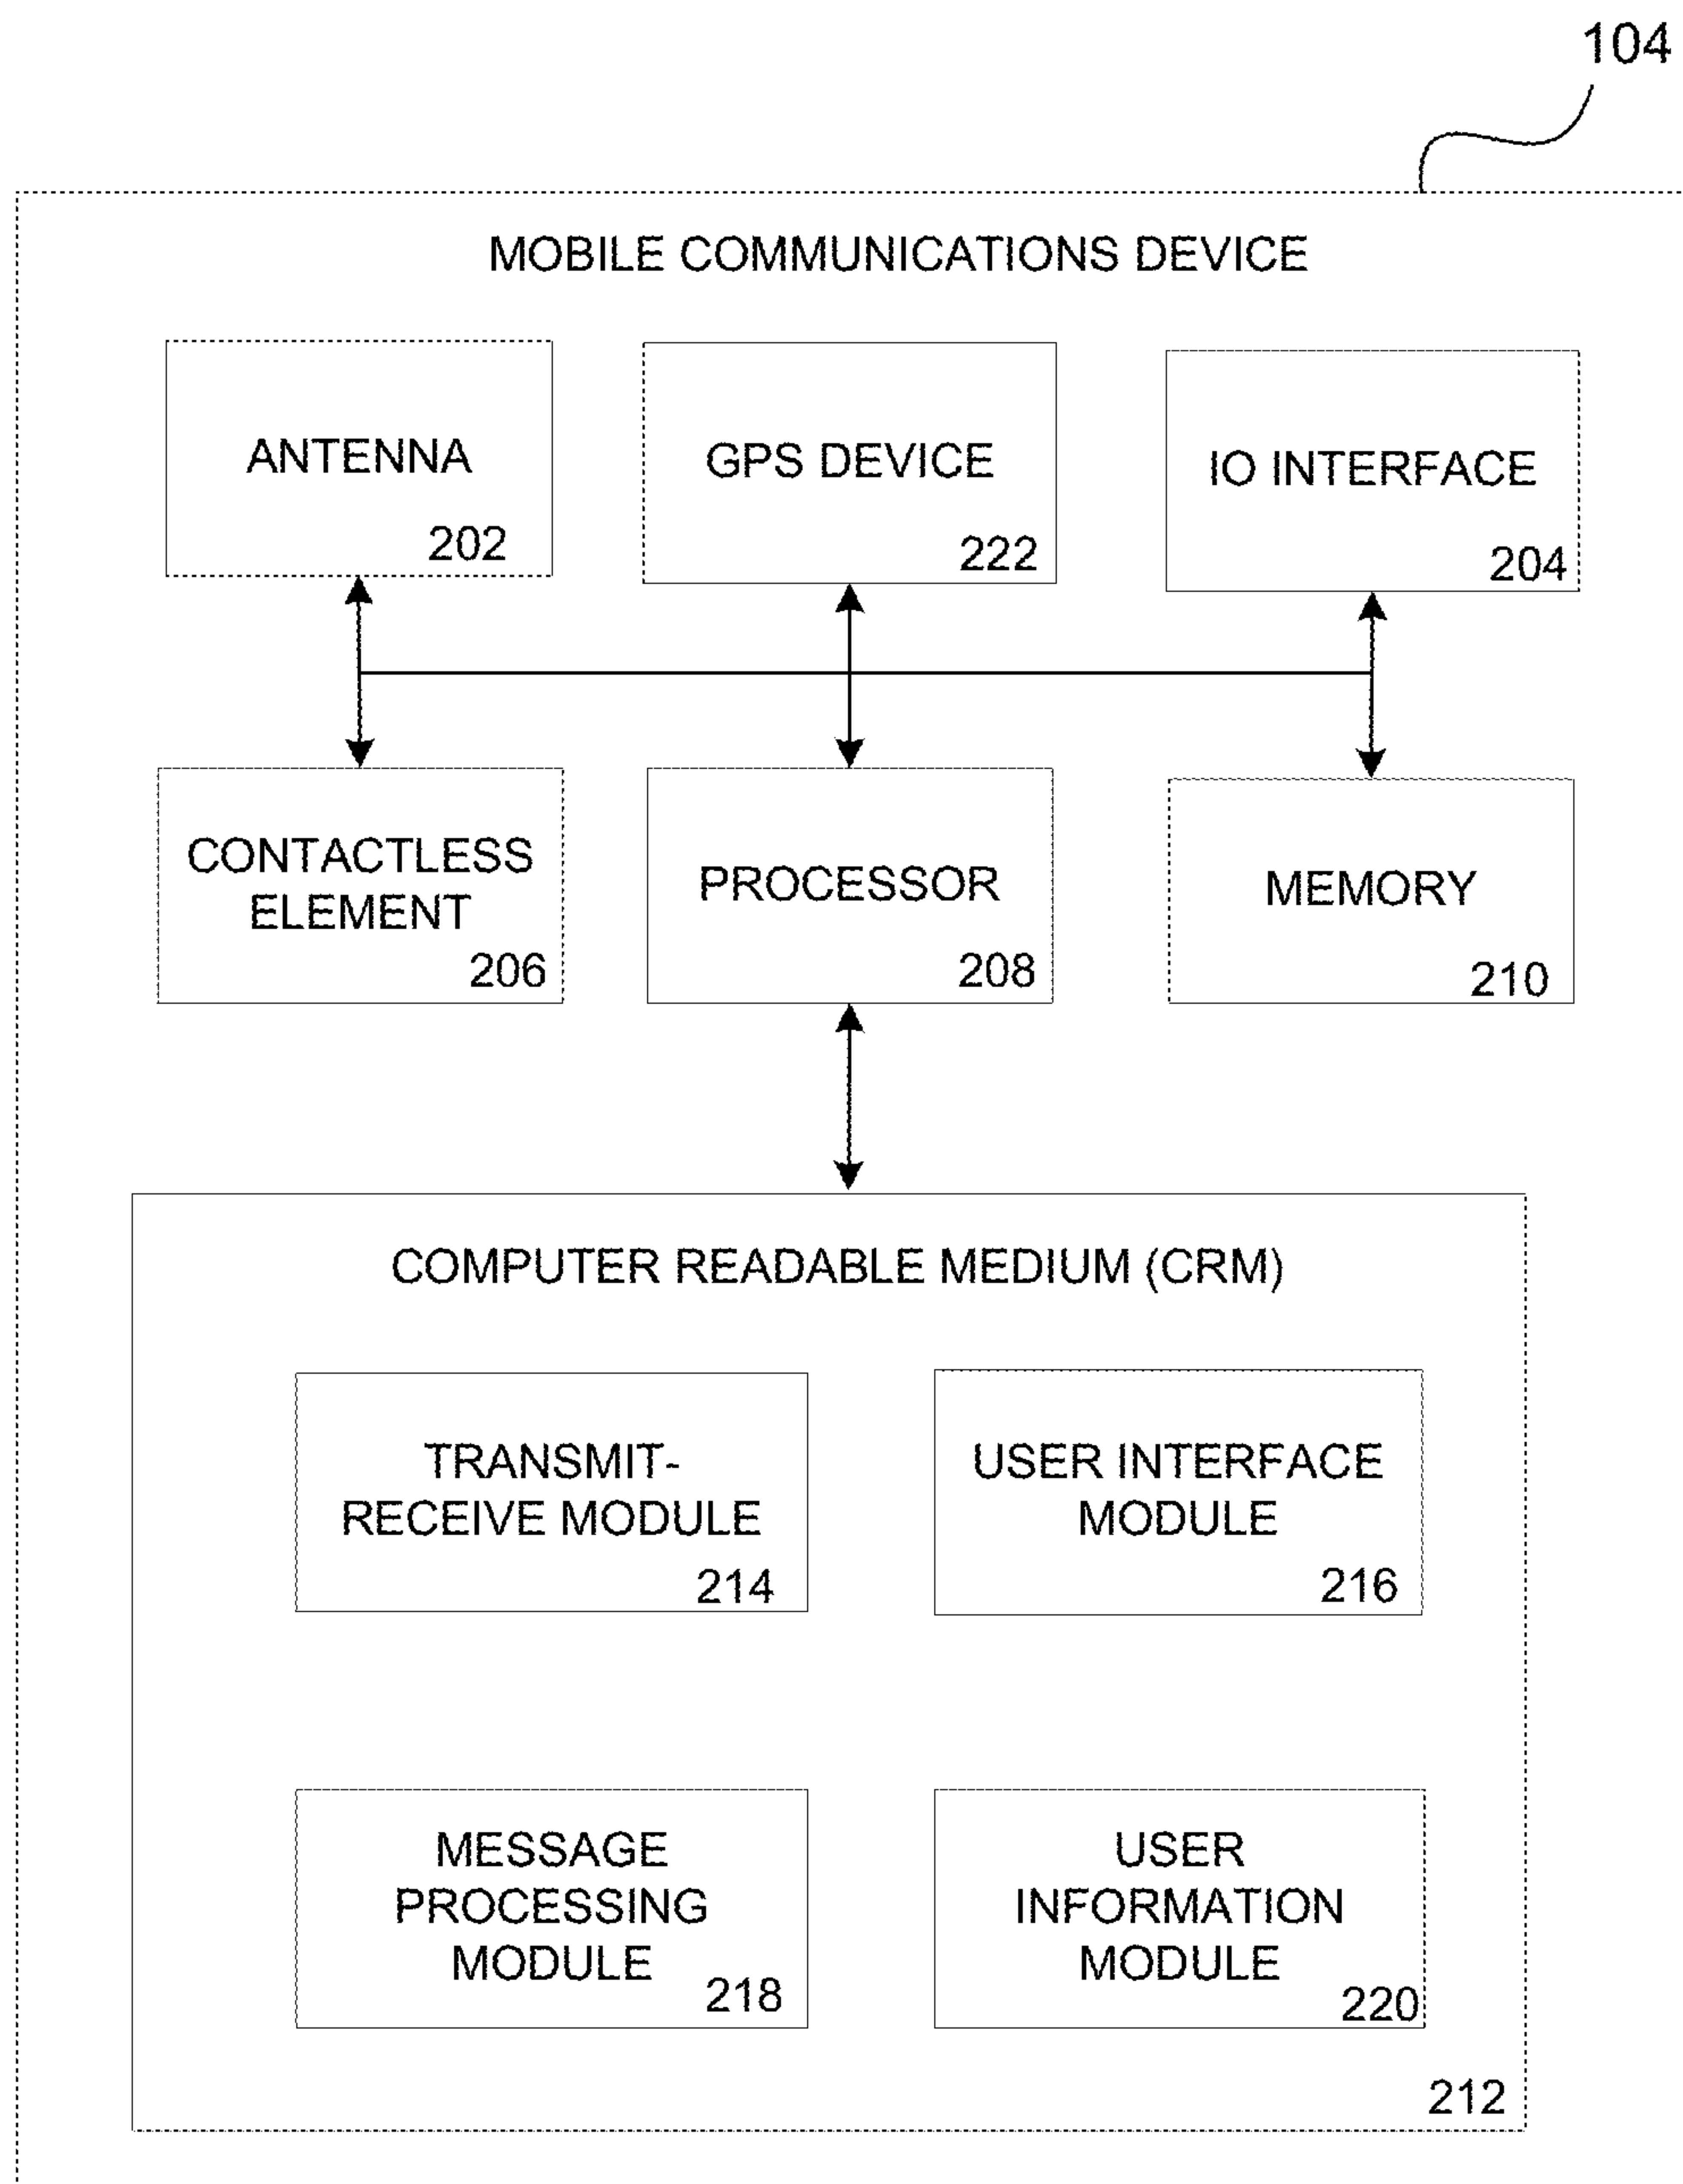 104
MOBILE COMMUNICATIONS DEVICE
ANTENNA
202
GPS DEVICE
222
IO INTERFACE
204
CONTACTLESS
ELEMENT
206
PROCESSOR
208
MEMORY
210
COMPUTER READABLE MEDIUM (CRM)
TRANSMIT-
RECEIVE MODULE
214
USER INTERFACE
MODULE
216
MESSAGE
PROCESSING
MODULE
218
USER
INFORMATION
MODULE
220
212